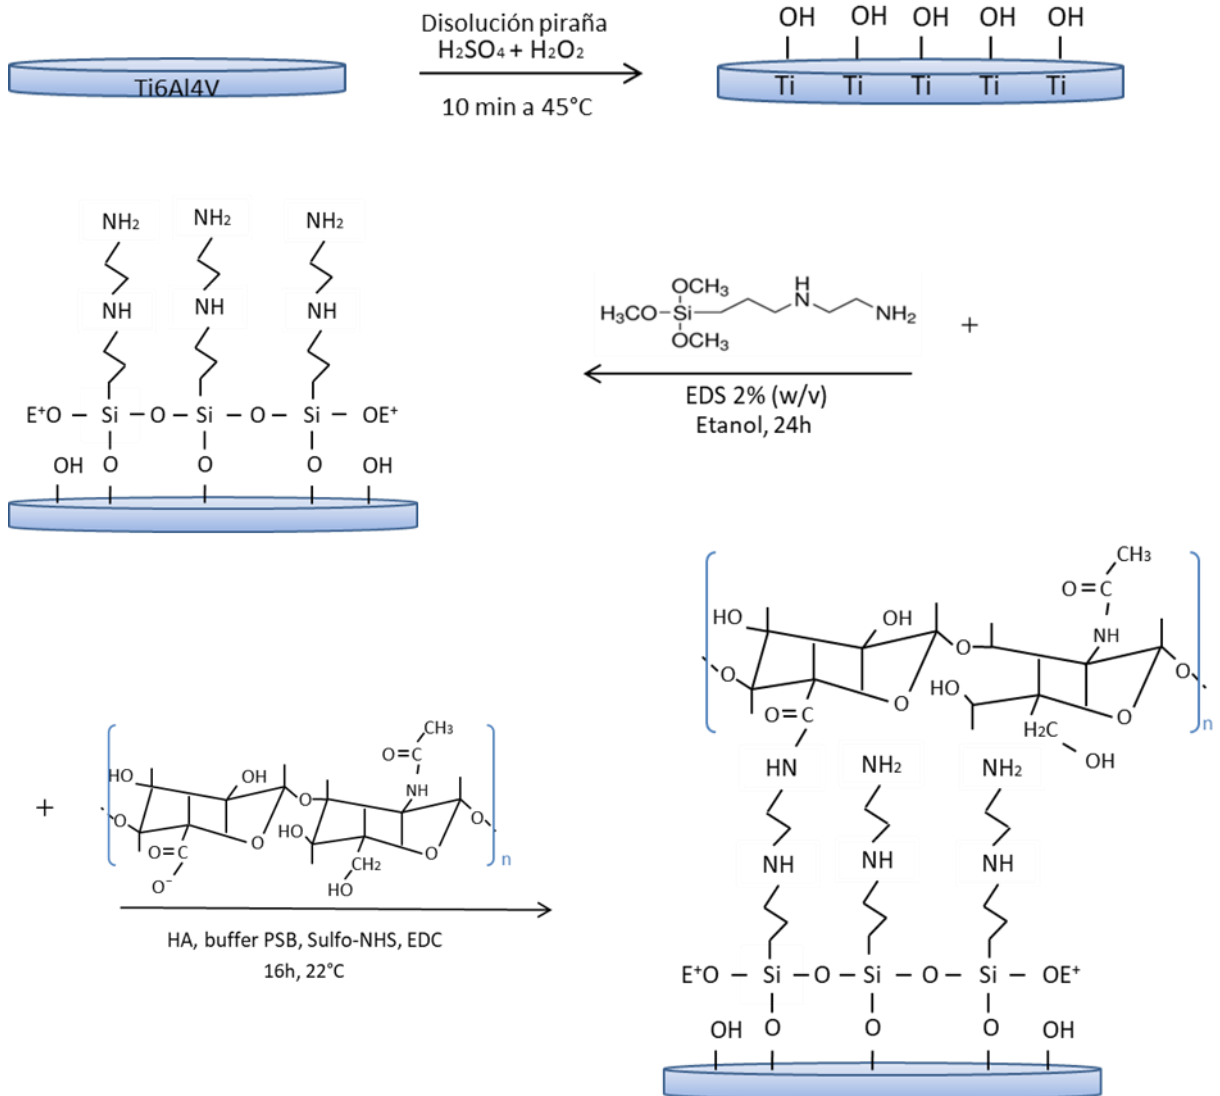 Disolución piraña
H₂SO₄ + H₂O₂
10 min a 45°C
Ti6Al4V
OH OH OH OH OH
Ti Ti Ti Ti Ti
NH₂ NH₂ NH₂
NH NH NH
E⁺O – Si – O – Si – O – Si – OE⁺
OH O O O OH
OCH₃
H₃CO–Si
OCH₃
H
N
NH₂
+
EDS 2% (w/v)
Etanol, 24h
+
CH₃
O=C
HO OH O NH
O O O O
O=C HO CH₂
O⁻ HO
n
HA, buffer PSB, Sulfo-NHS, EDC
16h, 22°C
CH₃
O=C
HO OH O NH
O O HO O O
O=C H₂C
OH
n
HN NH₂ NH₂
NH NH NH
E⁺O – Si – O – Si – O – Si – OE⁺
OH O O O OH